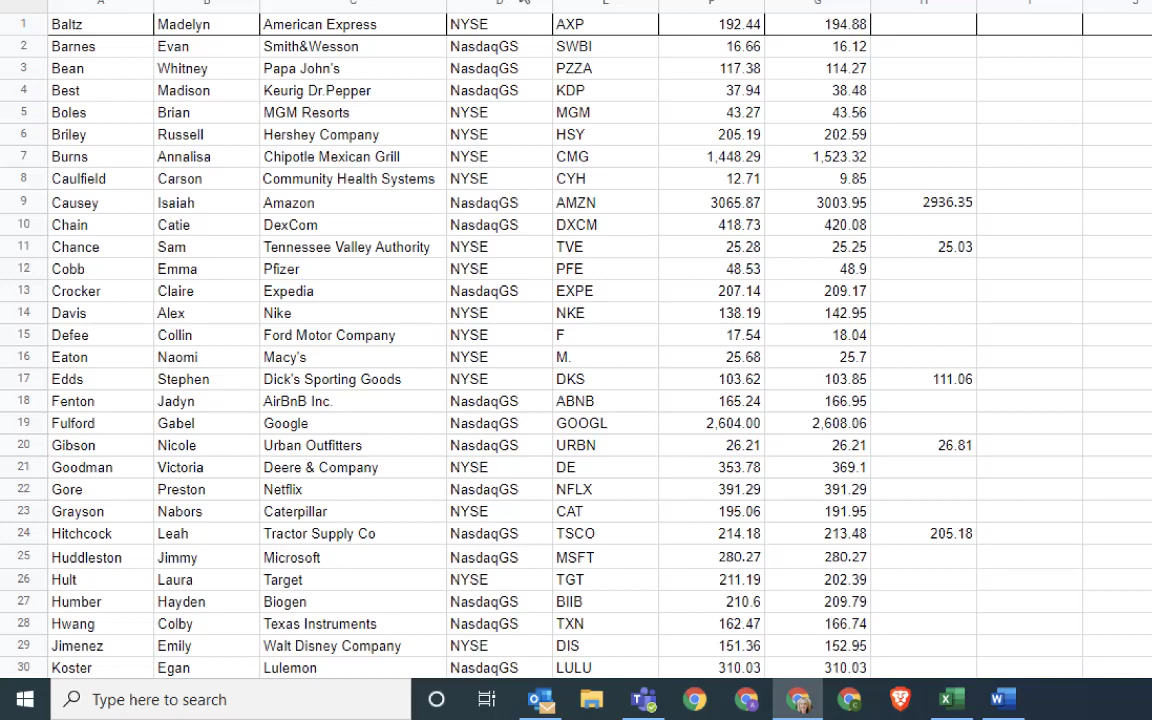 1 Baltz Madelyn American Express NYSE AXP 192.44 194.88
2 Barnes Evan Smith&Wesson NasdaqGS SWBI 16.66 16.12
3 Bean Whitney Papa John's NasdaqGS PZZA 117.38 114.27
4 Best Madison Keurig Dr.Pepper NasdaqGS KDP 37.94 38.48
5 Boles Brian MGM Resorts NYSE MGM 43.27 43.56
6 Briley Russell Hershey Company NYSE HSY 205.19 202.59
7 Burns Annalisa Chipotle Mexican Grill NYSE CMG 1,448.29 1,523.32
8 Caulfield Carson Community Health Systems NYSE CYH 12.71 9.85
9 Causey Isaiah Amazon NasdaqGS AMZN 3065.87 3003.95 2936.35
10 Chain Catie DexCom NasdaqGS DXCM 418.73 420.08
11 Chance Sam Tennessee Valley Authority NYSE TVE 25.28 25.25 25.03
12 Cobb Emma Pfizer NYSE PFE 48.53 48.9
13 Crocker Claire Expedia NasdaqGS EXPE 207.14 209.17
14 Davis Alex Nike NYSE NKE 138.19 142.95
15 Defee Collin Ford Motor Company NYSE F 17.54 18.04
16 Eaton Naomi Macy's NYSE M. 25.68 25.7
17 Edds Stephen Dick's Sporting Goods NYSE DKS 103.62 103.85 111.06
18 Fenton Jadyn AirBnB Inc. NasdaqGS ABNB 165.24 166.95
19 Fulford Gabel Google NasdaqGS GOOGL 2,604.00 2,608.06
20 Gibson Nicole Urban Outfitters NasdaqGS URBN 26.21 26.21 26.81
21 Goodman Victoria Deere & Company NYSE DE 353.78 369.1
22 Gore Preston Netflix NasdaqGS NFLX 391.29 391.29
23 Grayson Nabors Caterpillar NYSE CAT 195.06 191.95
24 Hitchcock Leah Tractor Supply Co NasdaqGS TSCO 214.18 213.48 205.18
25 Huddleston Jimmy Microsoft NasdaqGS MSFT 280.27 280.27
26 Hult Laura Target NYSE TGT 211.19 202.39
27 Humber Hayden Biogen NasdaqGS BIIB 210.6 209.79
28 Hwang Colby Texas Instruments NasdaqGS TXN 162.47 166.74
29 Jimenez Emily Walt Disney Company NYSE DIS 151.36 152.95
30 Koster Egan Lulemon NasdaqGS LULU 310.03 310.03
Type here to search